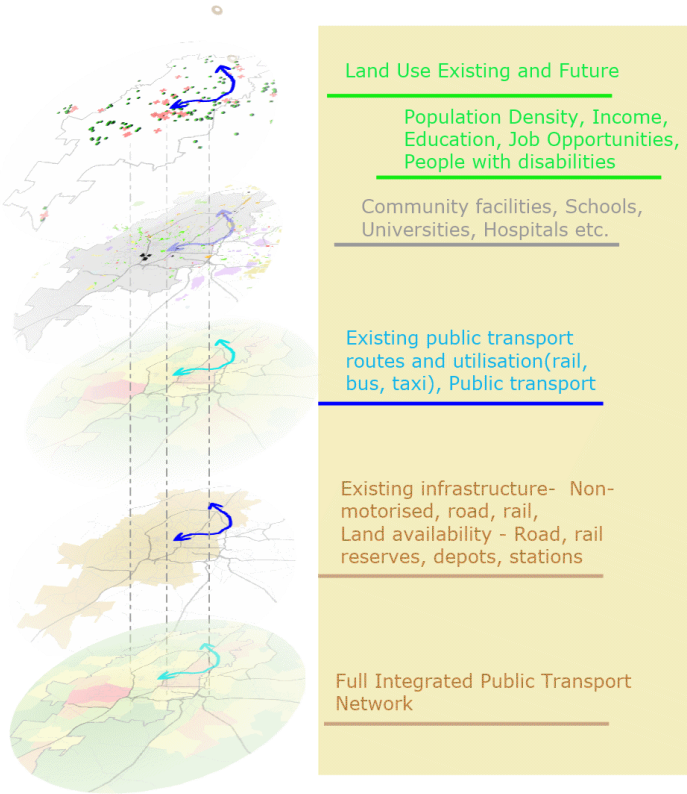 Land Use Existing and Future
Population Density, Income,
Education, Job Opportunities,
People with disabilities
Community facilities, Schools,
Universities, Hospitals etc.
Existing public transport
routes and utilisation(rail,
bus, taxi), Public transport
Existing infrastructure-  Non-
motorised, road, rail,
Land availability - Road, rail
reserves, depots, stations
Full Integrated Public Transport
Network